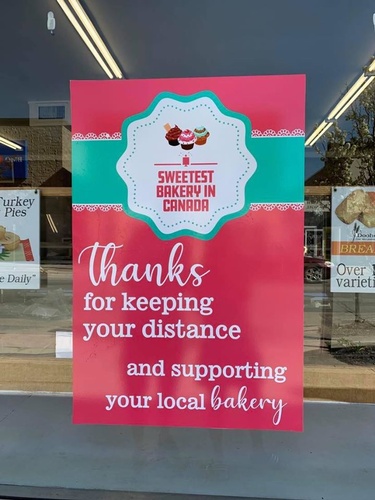 SWEETEST
BAKERY IN
CANADA
thanks
for keeping
your distance
and supporting
your local bakery
Turkey
Pies
e Daily"
BREA
Over
varieti